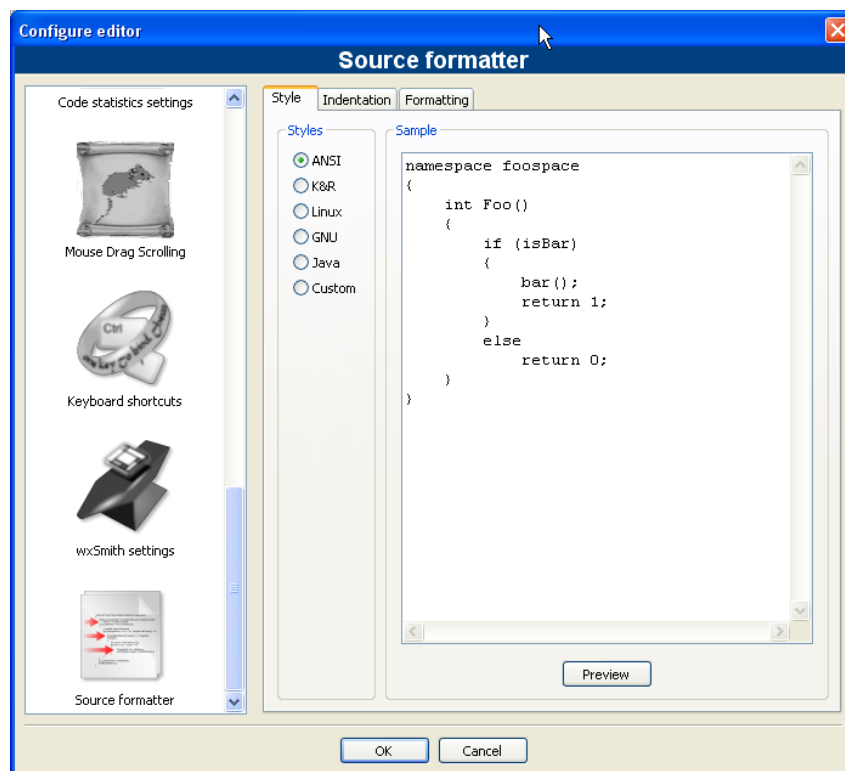 Configure editor
Source formatter
Code statistics settings
Mouse Drag Scrolling
Ctrl
Keyboard shortcuts
wxSmith settings
Source formatter
Style Indentation Formatting
Styles
ANSI
K&R
Linux
GNU
Java
Custom
Sample
namespace foospace
{
    int Foo()
    {
        if (isBar)
        {
            bar();
            return 1;
        }
        else
            return 0;
    }
}
Preview
OK Cancel